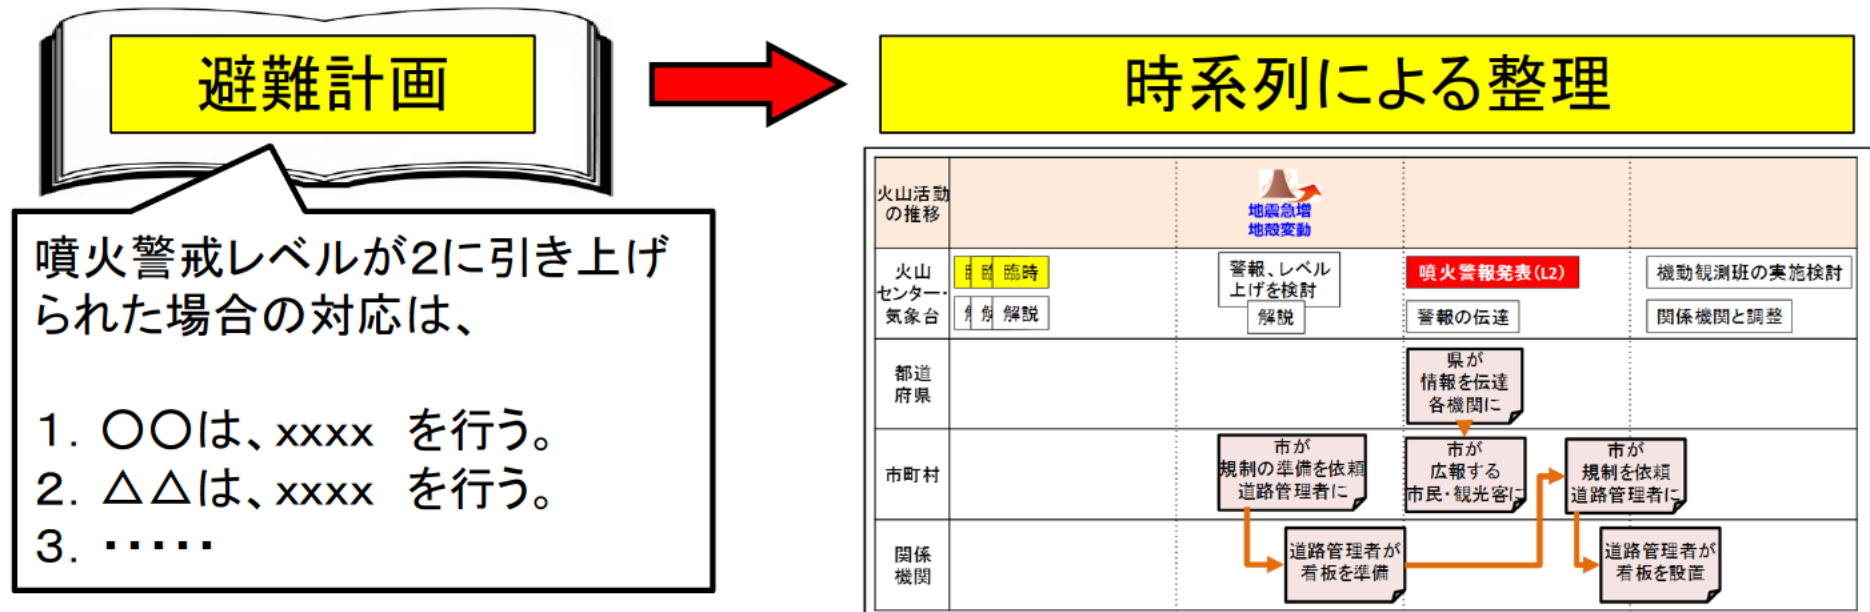 避難計画
時系列による整理
噴火警戒レベルが2に引き上げ
られた場合の対応は、
1. 〇〇は、xxxx を行う。
2. △△は、xxxx を行う。
3. ・・・・・
火山活動
の推移
地震急増
地殻変動
火山
センター・
気象台
臨時
解説
警報、レベル
上げを検討
解説
噴火警報発表(L2)
警報の伝達
機動観測班の実施検討
関係機関と調整
都道
府県
県が
情報を伝達
各機関に
市町村
市が
規制の準備を依頼
道路管理者に
市が
広報する
市民・観光客に
市が
規制を依頼
道路管理者に
関係
機関
道路管理者が
看板を準備
道路管理者が
看板を設置